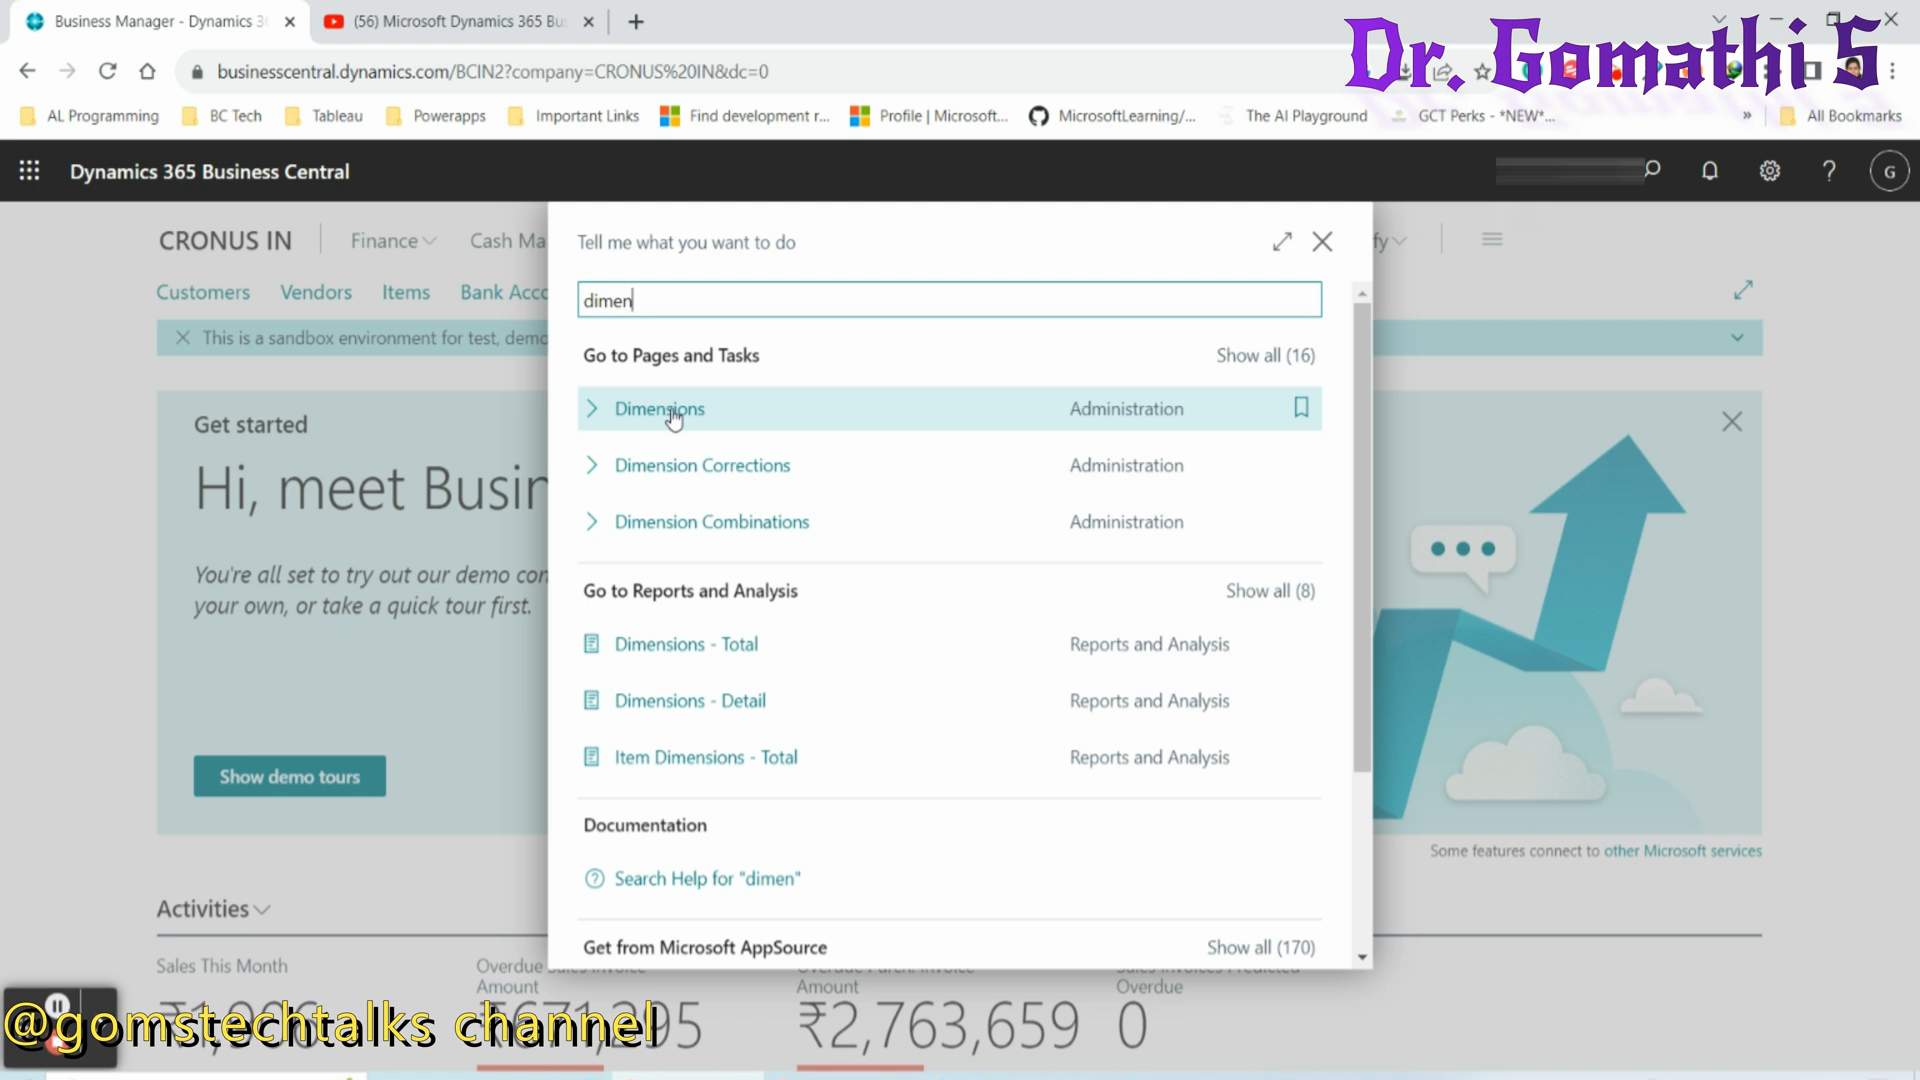 Business Manager - Dynamics 36
(56) Microsoft Dynamics 365 Bu
Dr. Gomathi S
businesscentral.dynamics.com/BCIN2?company=CRONUS%20IN&dc=0
AL Programming
BC Tech
Tableau
Powerapps
Important Links
Find development r...
Profile | Microsoft...
MicrosoftLearning/...
The AI Playground
GCT Perks - *NEW*...
»
All Bookmarks
Dynamics 365 Business Central
G
CRONUS IN
Finance
Cash Ma
fy
Customers
Vendors
Items
Bank Acco
This is a sandbox environment for test, demo
Get started
Hi, meet Busin
You're all set to try out our demo con
your own, or take a quick tour first.
Show demo tours
Tell me what you want to do
dimen
Go to Pages and Tasks
Show all (16)
Dimensions
Administration
Dimension Corrections
Administration
Dimension Combinations
Administration
Go to Reports and Analysis
Show all (8)
Dimensions - Total
Reports and Analysis
Dimensions - Detail
Reports and Analysis
Item Dimensions - Total
Reports and Analysis
Documentation
Search Help for "dimen"
Get from Microsoft AppSource
Show all (170)
Some features connect to other Microsoft services
Activities
Sales This Month
Overdue Sales Invoice
Amount
Amount
Overdue
₹2,763,659
0
@gomstechtalks channel